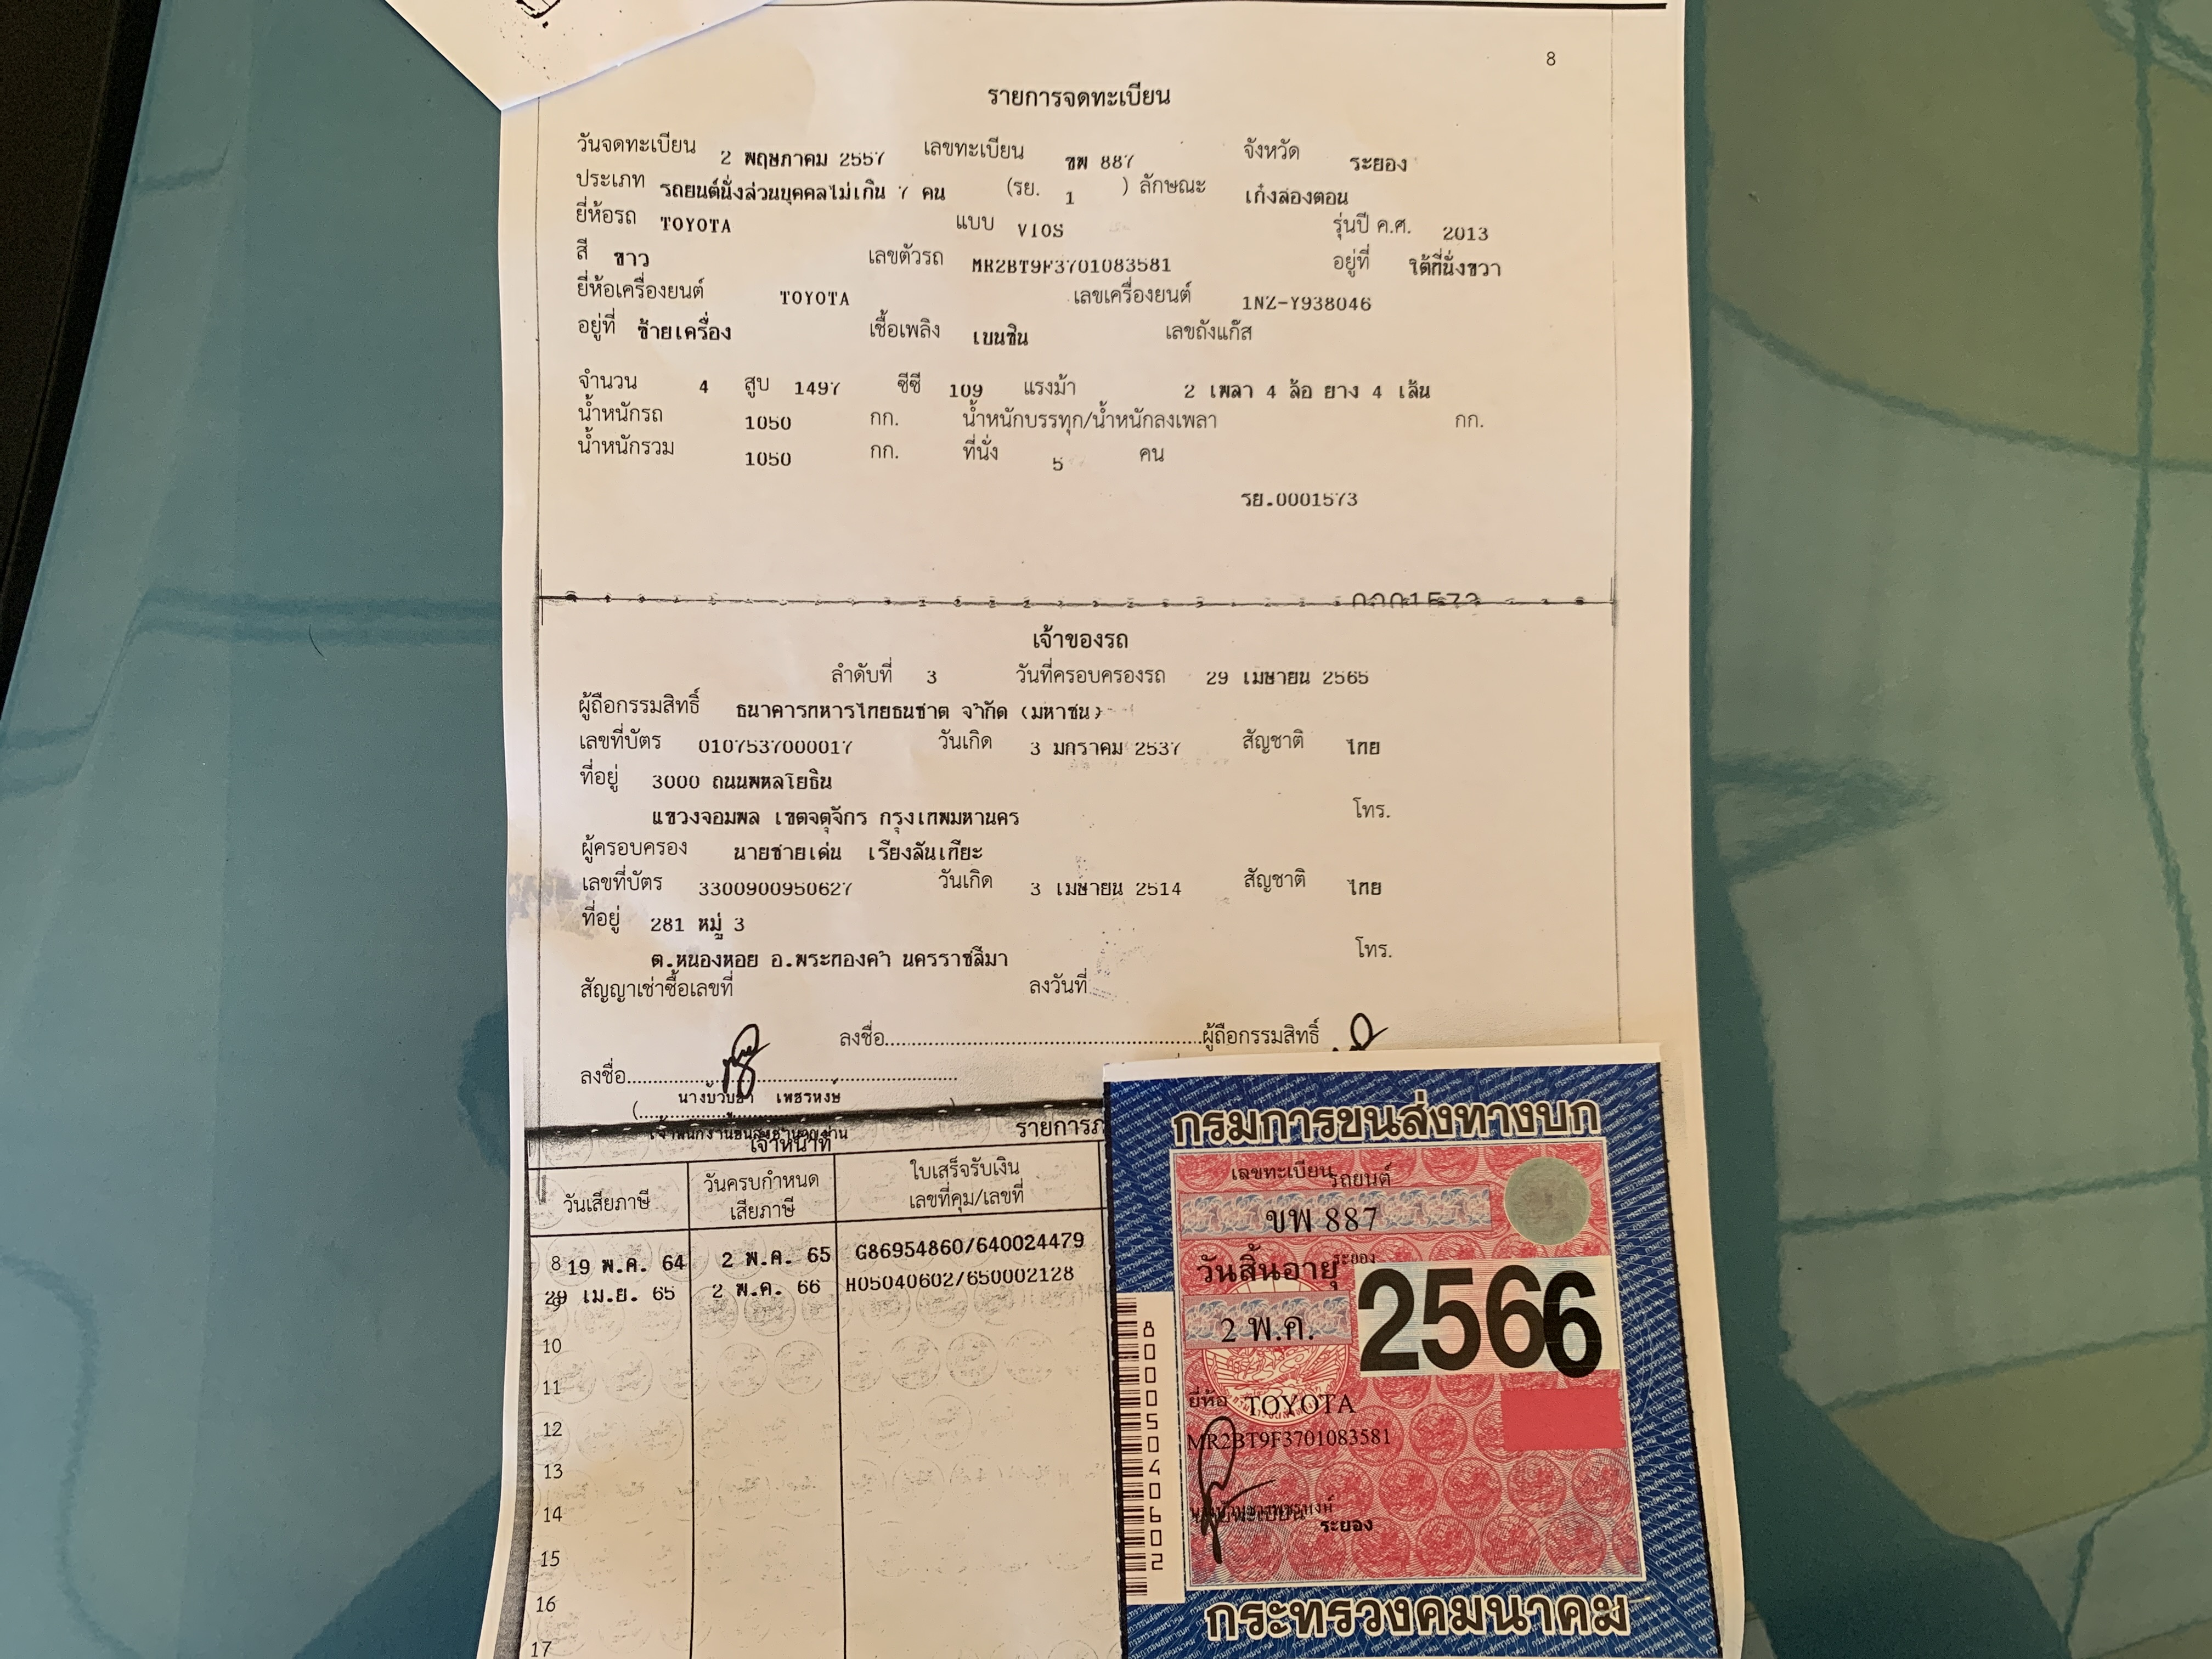 8
รายการจดทะเบียน
วันจดทะเบียน 2 พฤษภาคม 2557 เลขทะเบียน ขพ 887 จังหวัด ระยอง
ประเภท รถยนต์นั่งส่วนบุคคลไม่เกิน 7 คน (รย. 1 ) ลักษณะ เก๋งสองตอน
ยี่ห้อรถ TOYOTA แบบ VIOS รุ่นปี ค.ศ. 2013
สี ขาว เลขตัวรถ MR2BT9F3701083581 อยู่ที่ ใต้ที่นั่งขวา
ยี่ห้อเครื่องยนต์ TOYOTA เลขเครื่องยนต์ 1NZ-Y938046
อยู่ที่ ซ้ายเครื่อง เชื้อเพลิง เบนซิน เลขถังแก๊ส
จำนวน 4 สูบ 1497 ซีซี 109 แรงม้า 2 เพลา 4 ล้อ ยาง 4 เส้น
น้ำหนักรถ 1050 กก. น้ำหนักบรรทุก/น้ำหนักลงเพลา กก.
น้ำหนักรวม 1050 กก. ที่นั่ง 5 คน
รย.0001573
0001573
เจ้าของรถ
ลำดับที่ 3 วันที่ครอบครองรถ 29 เมษายน 2565
ผู้ถือกรรมสิทธิ์ ธนาคารทหารไทยธนชาต จำกัด (มหาชน)
เลขที่บัตร 0107537000017 วันเกิด 3 มกราคม 2537 สัญชาติ ไทย
ที่อยู่ 3000 ถนนพหลโยธิน
แขวงจอมพล เขตจตุจักร กรุงเทพมหานคร โทร.
ผู้ครอบครอง นายชายเด่น เรียงสันเทียะ
เลขที่บัตร 3300900950627 วันเกิด 3 เมษายน 2514 สัญชาติ ไทย
ที่อยู่ 281 หมู่ 3
ต.หนองหอย อ.พระทองคำ นครราชสีมา โทร.
สัญญาเช่าซื้อเลขที่ ลงวันที่
ลงชื่อ........................................ผู้ถือกรรมสิทธิ์
ลงชื่อ........................................
เพชรหงษ์
เจ้าหน้าที่
วันเสียภาษี วันครบกำหนดเสียภาษี ใบเสร็จรับเงิน เลขที่คุม/เลขที่
8 19 พ.ค. 64 2 พ.ค. 65 G86954860/640024479
9 29 เม.ย. 65 2 พ.ค. 66 H05040602/650002128
10
11
12
13
14
15
16
17
กรมการขนส่งทางบก
เลขทะเบียนรถยนต์
ขพ 887
ระยอง
วันสิ้นอายุ
2 พ.ค. 2566
ยี่ห้อ TOYOTA
MR2BT9F3701083581
ระยอง
80005040602
กระทรวงคมนาคม